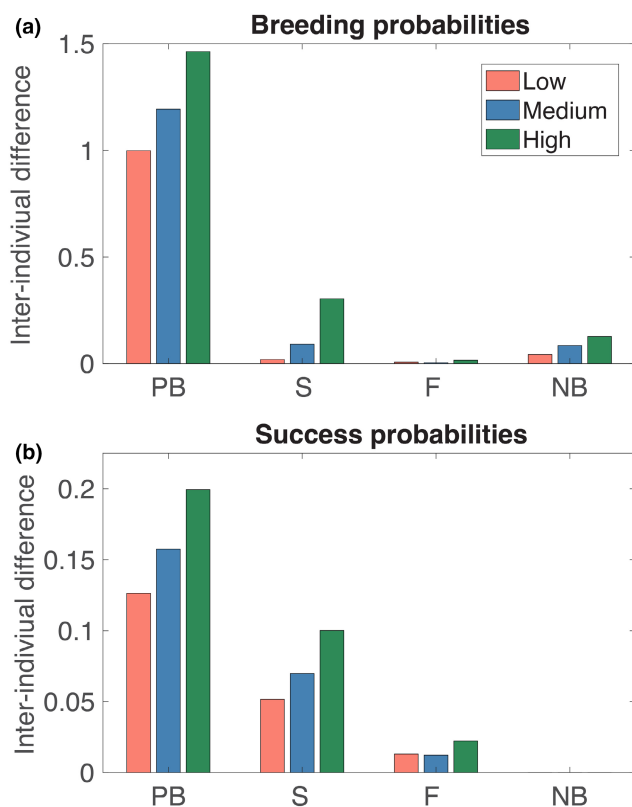 (a)
Breeding probabilities
Inter-indiviual difference
1.5
1
0.5
0
Low
Medium
High
PB S F NB
(b)
Success probabilities
Inter-indiviual difference
0.2
0.15
0.1
0.05
0
PB S F NB